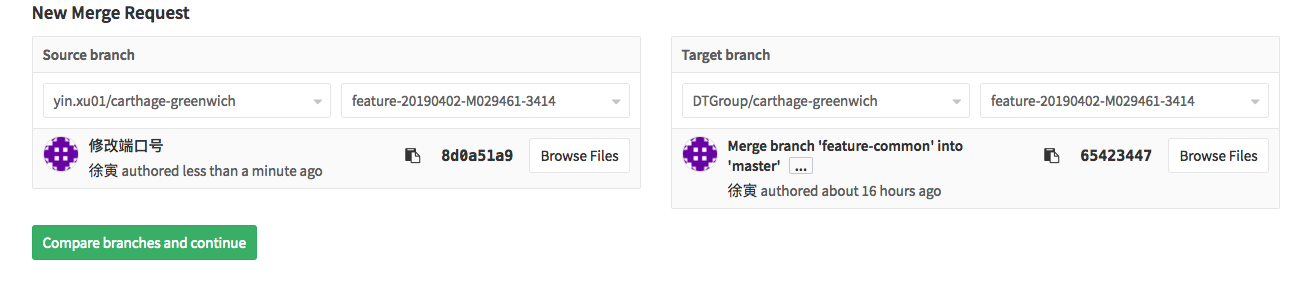 New Merge Request
Source branch
yin.xu01/carthage-greenwich
feature-20190402-M029461-3414
修改端口号
徐寅 authored less than a minute ago
8d0a51a9
Browse Files
Target branch
DTGroup/carthage-greenwich
feature-20190402-M029461-3414
Merge branch 'feature-common' into
'master' ...
徐寅 authored about 16 hours ago
65423447
Browse Files
Compare branches and continue